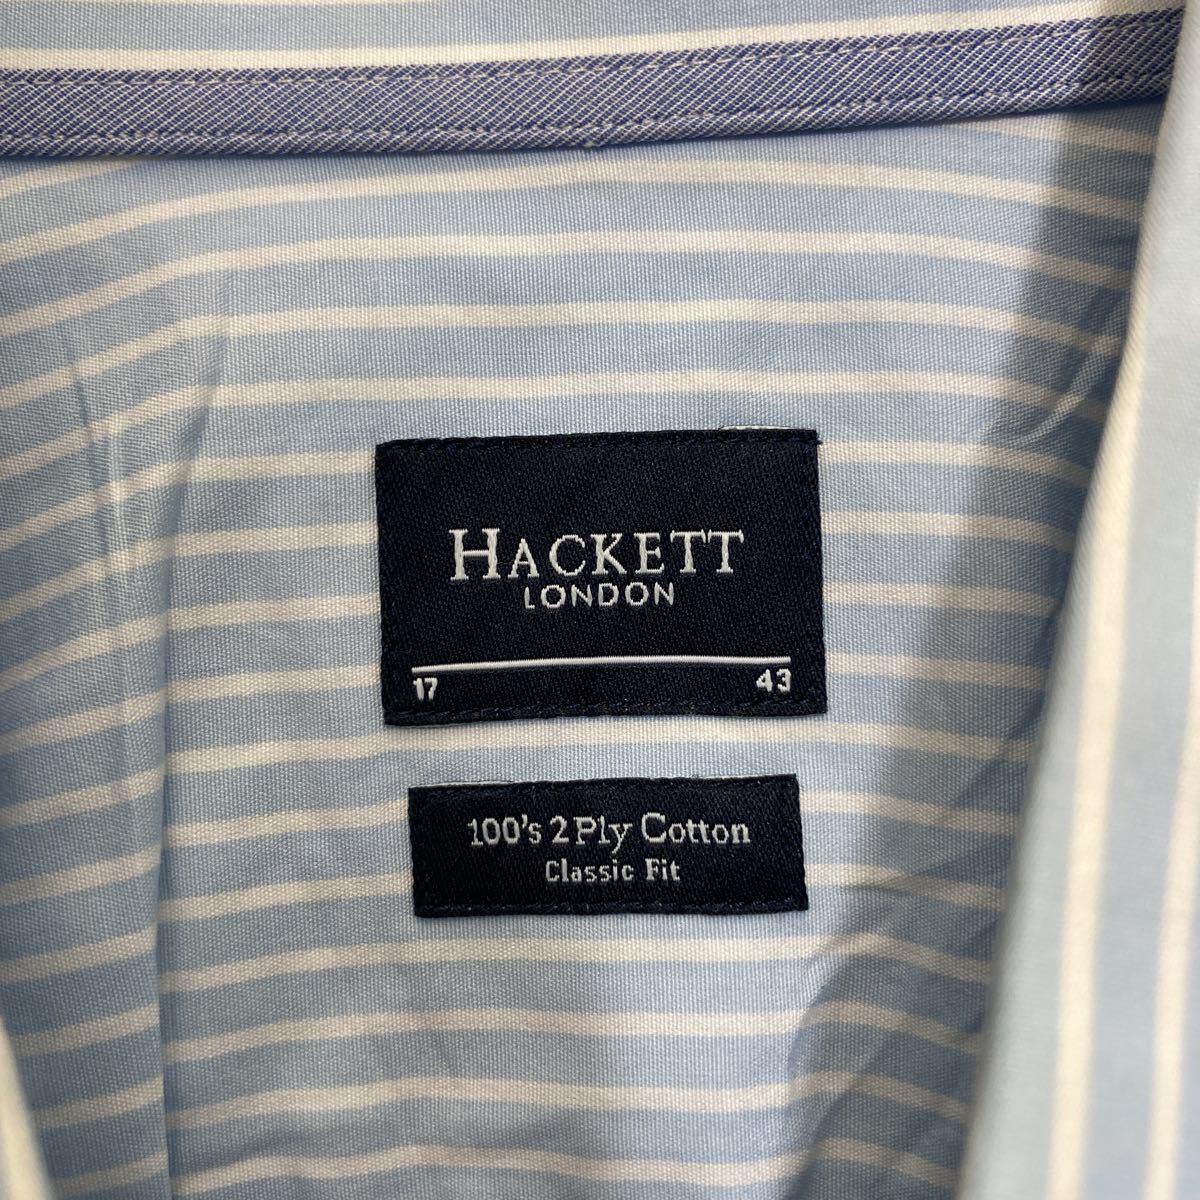 HACKETT
LONDON
17 43
100's 2 Ply Cotton
Classic Fit